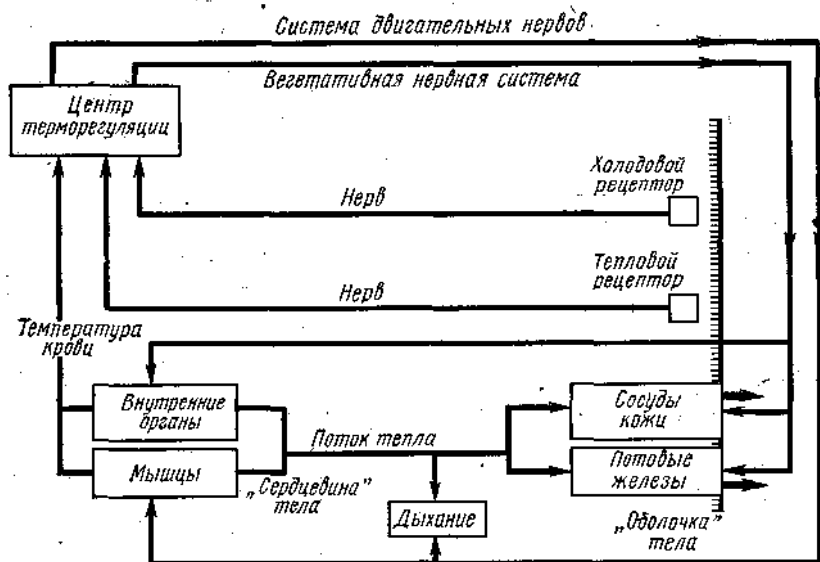 Система двигательных нервов
Вегетативная нервная система
Центр
терморегуляции
Холодовой
рецептор
Нерв
Тепловой
рецептор
Нерв
Температура
крови
Внутренние
органы
Сосуды
кожи
Поток тепла
Мышцы
„Сердцевина"
тела
Потовые
железы
Дыхание
„Оболочка"
тела